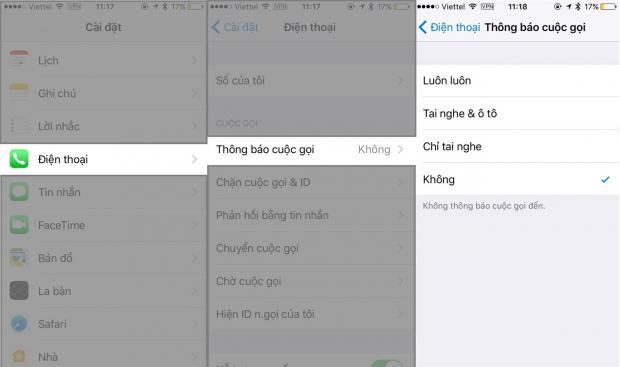 Viettel VPN 11:17 17%
Cài đặt
Lịch
Ghi chú
Lời nhắc
Điện thoại
Tin nhắn
FaceTime
Bản đồ
La bàn
Safari
Nhà
Viettel VPN 11:17 17%
Cài đặt Điện thoại
Số của tôi
CUỘC GỌI
Thông báo cuộc gọi Không
Chặn cuộc gọi & ID
Phản hồi bằng tin nhắn
Chuyển cuộc gọi
Chờ cuộc gọi
Hiện ID n.gọi của tôi
Viettel VPN 11:18 17%
Điện thoại Thông báo cuộc gọi
Luôn luôn
Tai nghe & ô tô
Chỉ tai nghe
Không
Không thông báo cuộc gọi đến.